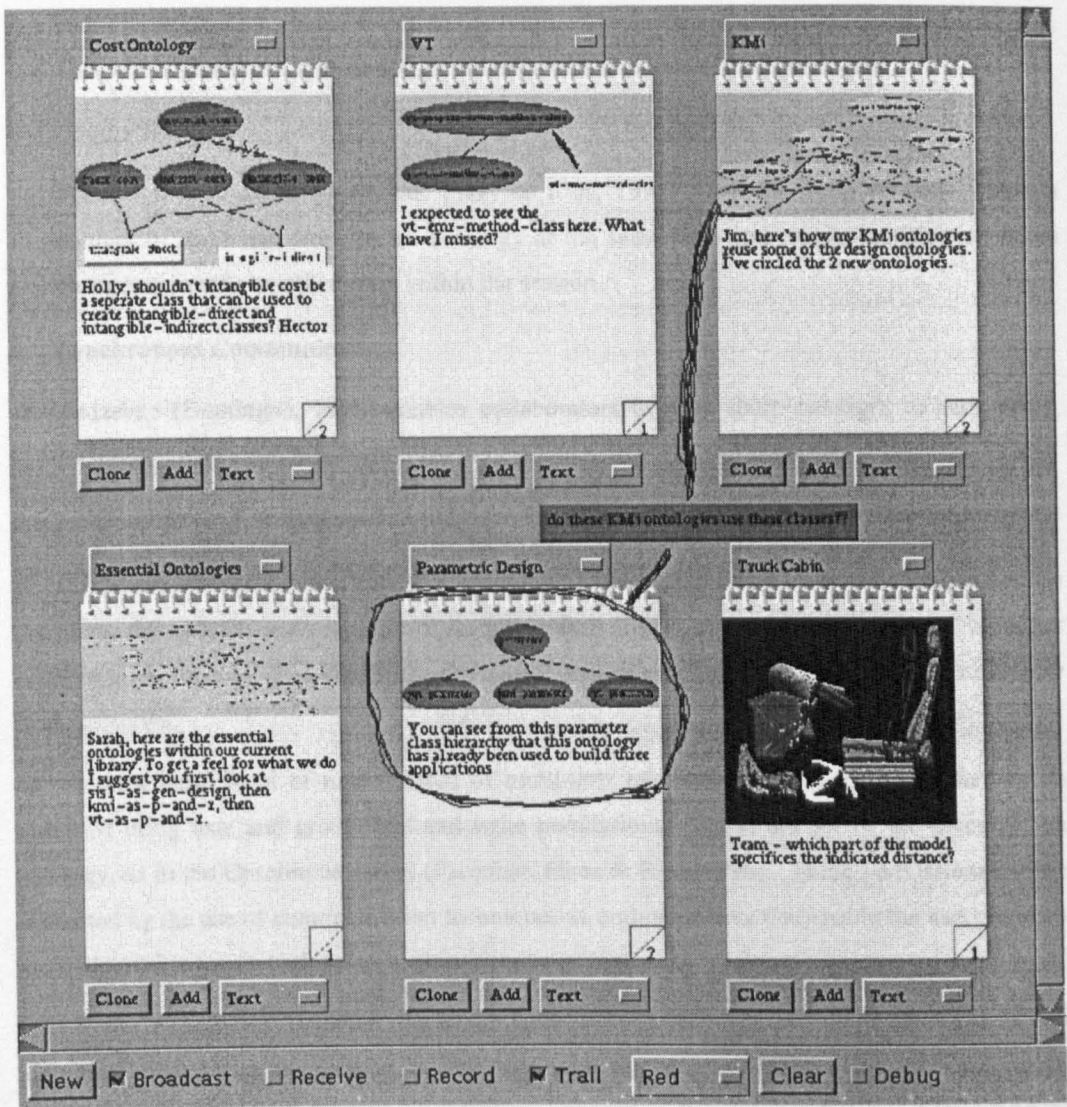 Cost Ontology
intangible direct
Holly, shouldn't intangible cost be
a seperate class that can be used to
create intangible-direct and
intangible-indirect classes? Hector
2
Clone Add Text
VT
I expected to see the
vt-emr-method-class here. What
have I missed?
1
Clone Add Text
KMi
Jim, here's how my KMi ontologies
reuse some of the design ontologies.
I've circled the 2 new ontologies.
2
Clone Add Text
do these KMi ontologies use these classes??
Essential Ontologies
Sarah, here are the essential
ontologies within our current
library. To get a feel for what we do
I suggest you first look at
sis1-as-gen-design, then
kmi-as-p-and-r, then
vt-as-p-and-r.
1
Clone Add Text
Parametric Design
parameter
You can see from this parameter
class hierarchy that this ontology
has already been used to build three
applications
2
Clone Add Text
Truck Cabin
Team - which part of the model
specifices the indicated distance?
1
Clone Add Text
New Broadcast Receive Record Trail Red Clear Debug